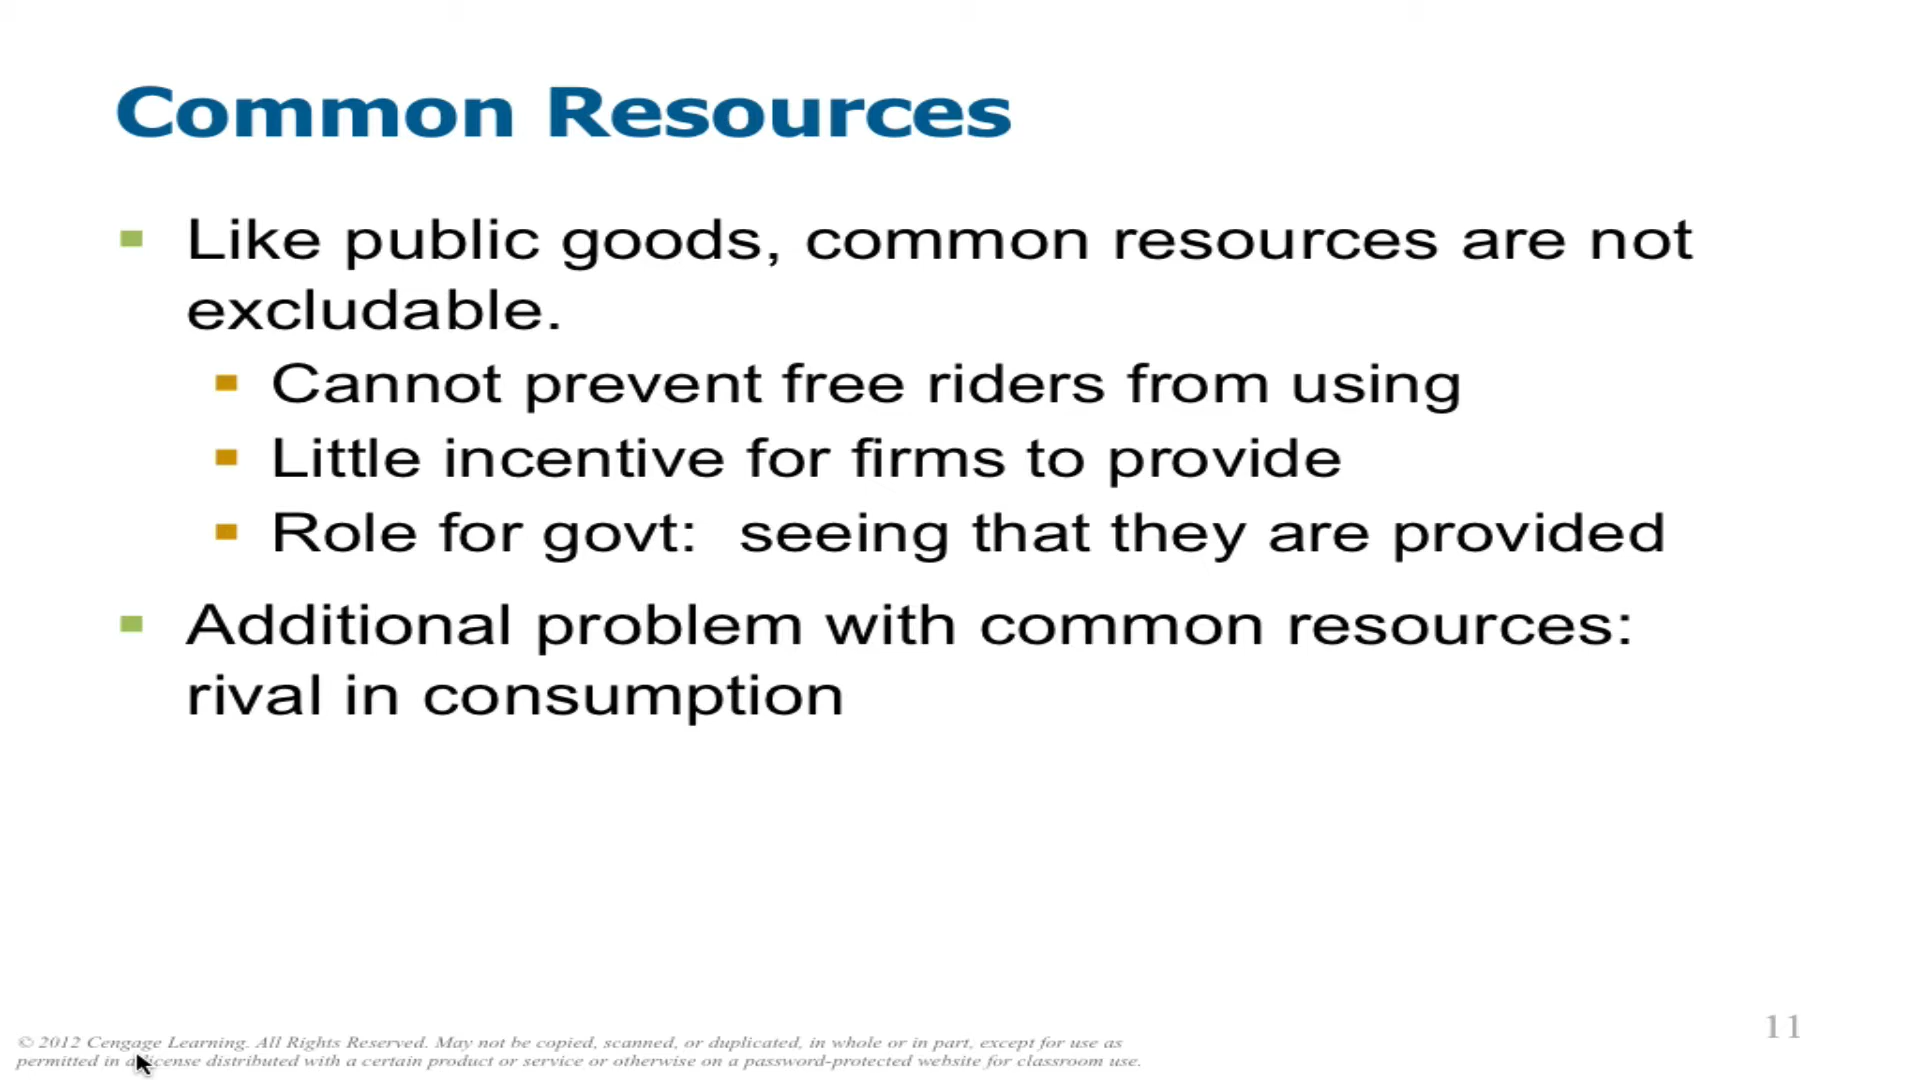 Common Resources
Like public goods, common resources are not
excludable.
Cannot prevent free riders from using
Little incentive for firms to provide
Role for govt:  seeing that they are provided
Additional problem with common resources:
rival in consumption
11
© 2012 Cengage Learning. All Rights Reserved. May not be copied, scanned, or duplicated, in whole or in part, except for use as
permitted in a license distributed with a certain product or service or otherwise on a password-protected website for classroom use.